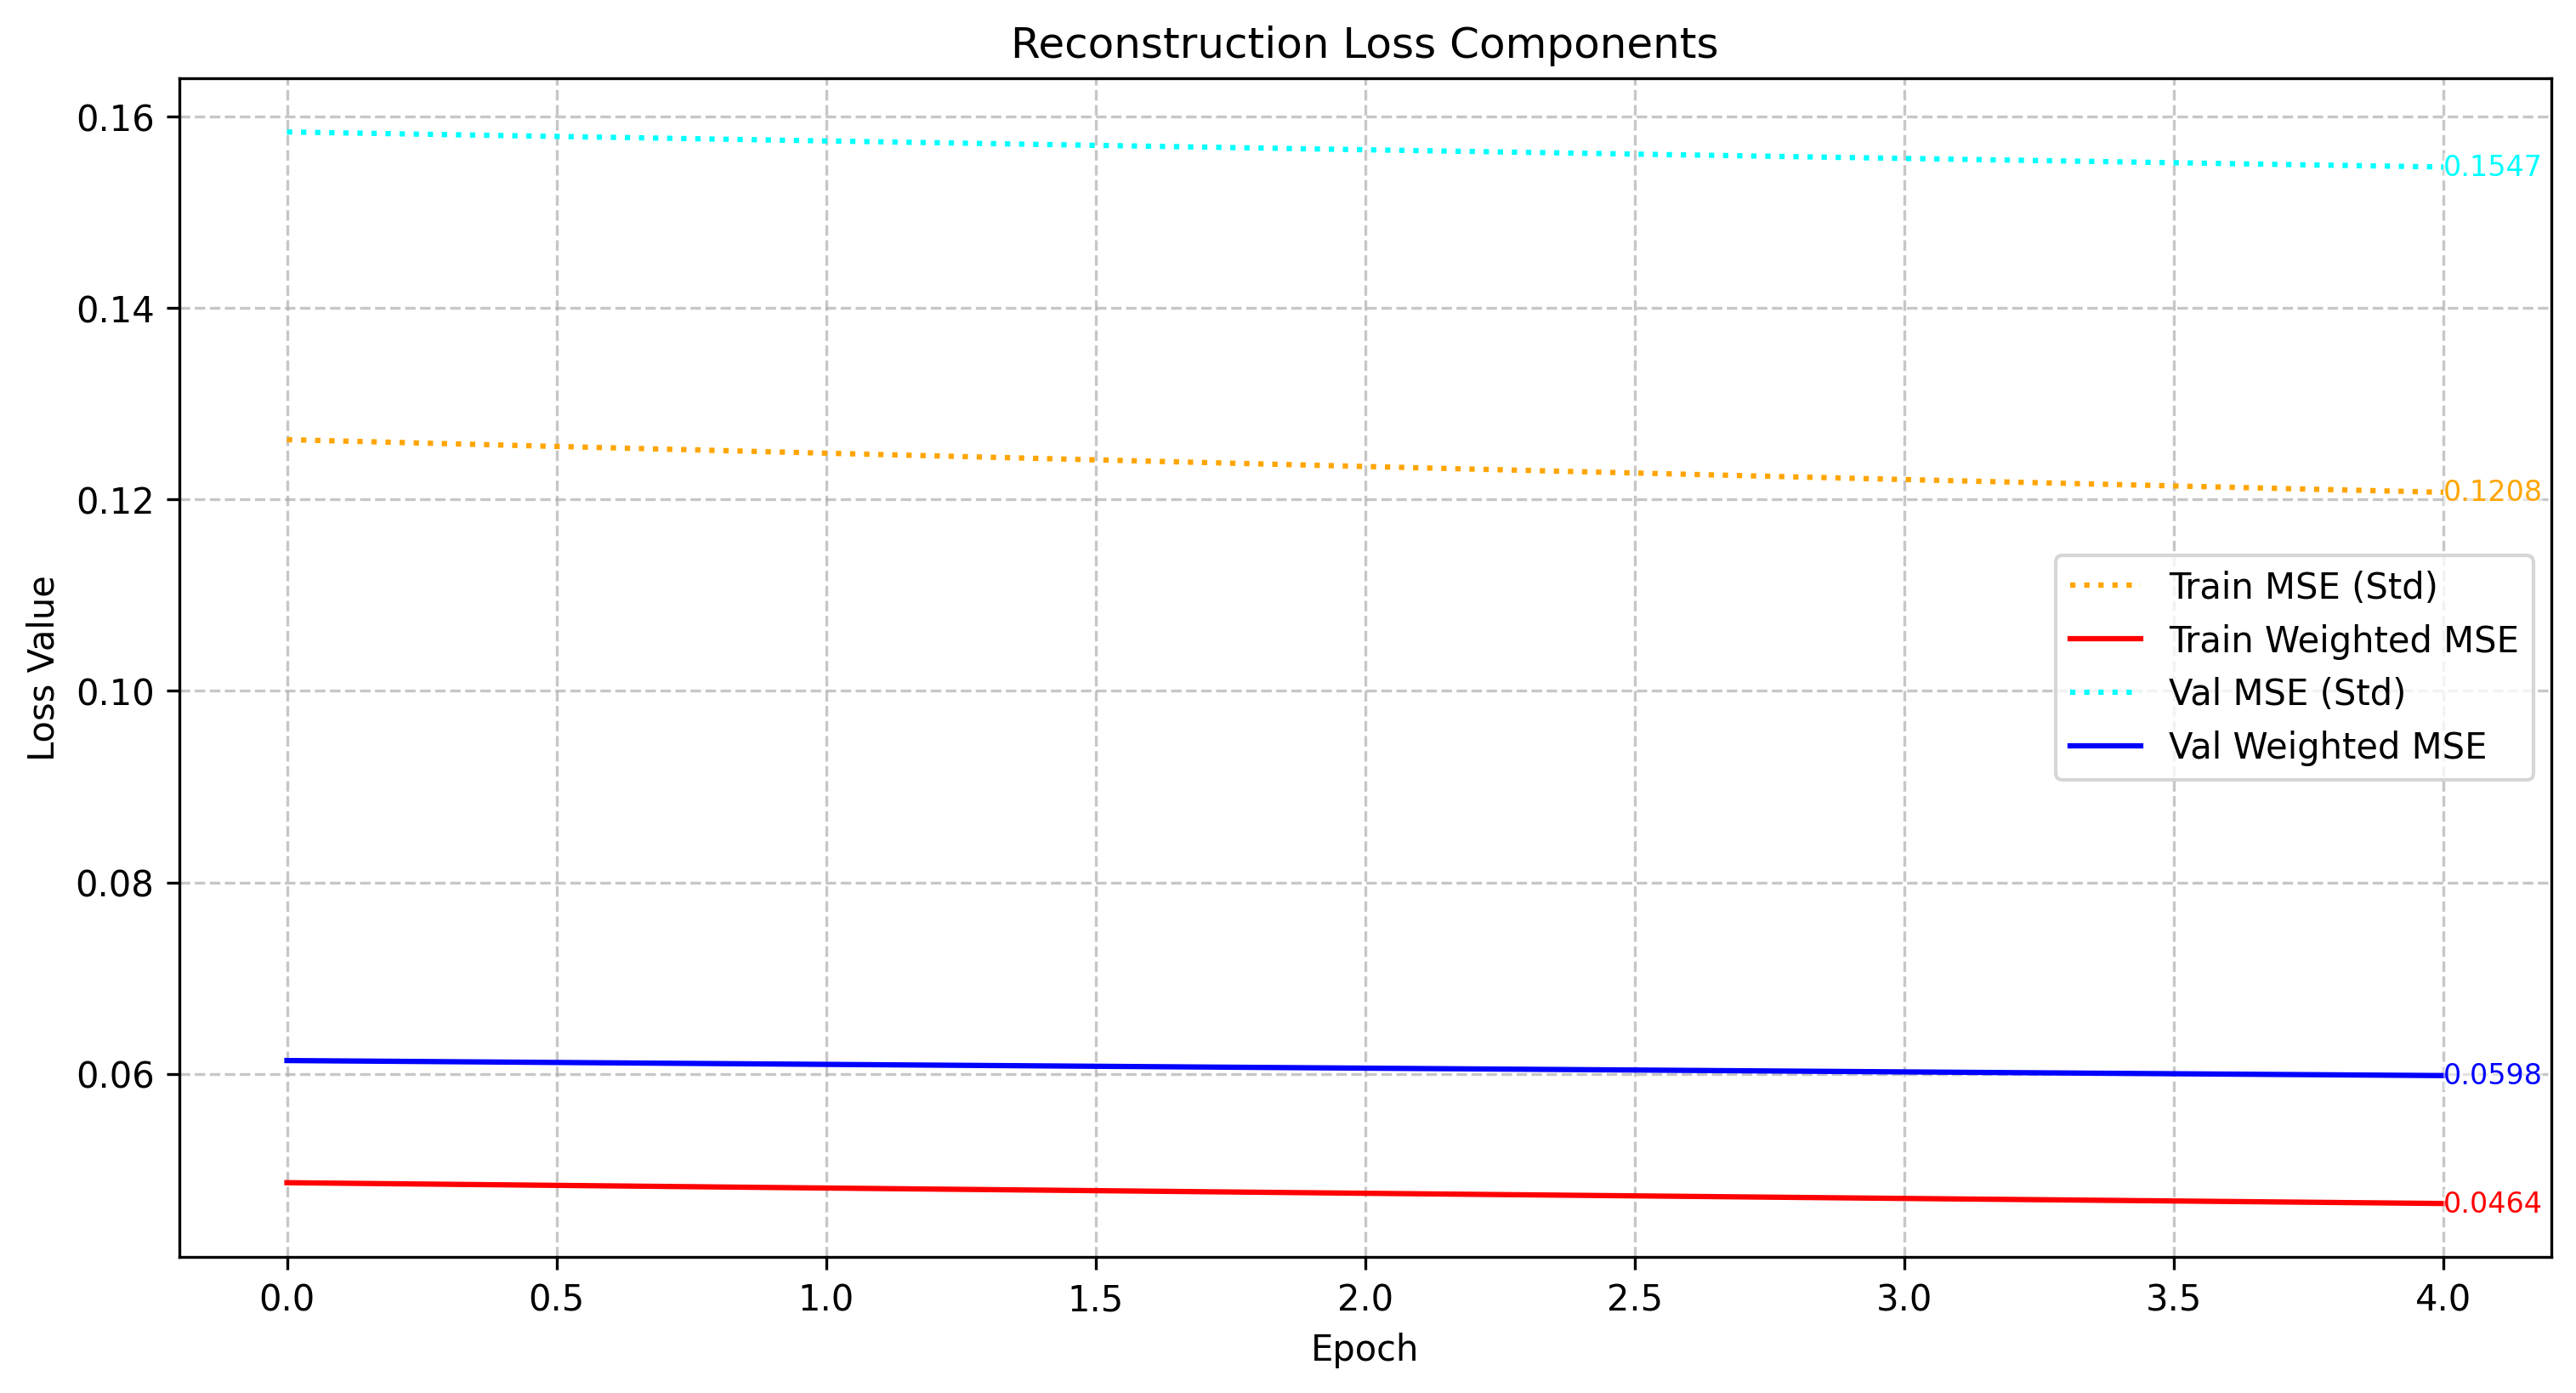 Reconstruction Loss Components
0.16
0.14
0.12
0.10
0.08
0.06
Loss Value
0.1547
0.1208
Train MSE (Std)
Train Weighted MSE
Val MSE (Std)
Val Weighted MSE
0.0598
0.0464
0.0 0.5 1.0 1.5 2.0 2.5 3.0 3.5 4.0
Epoch